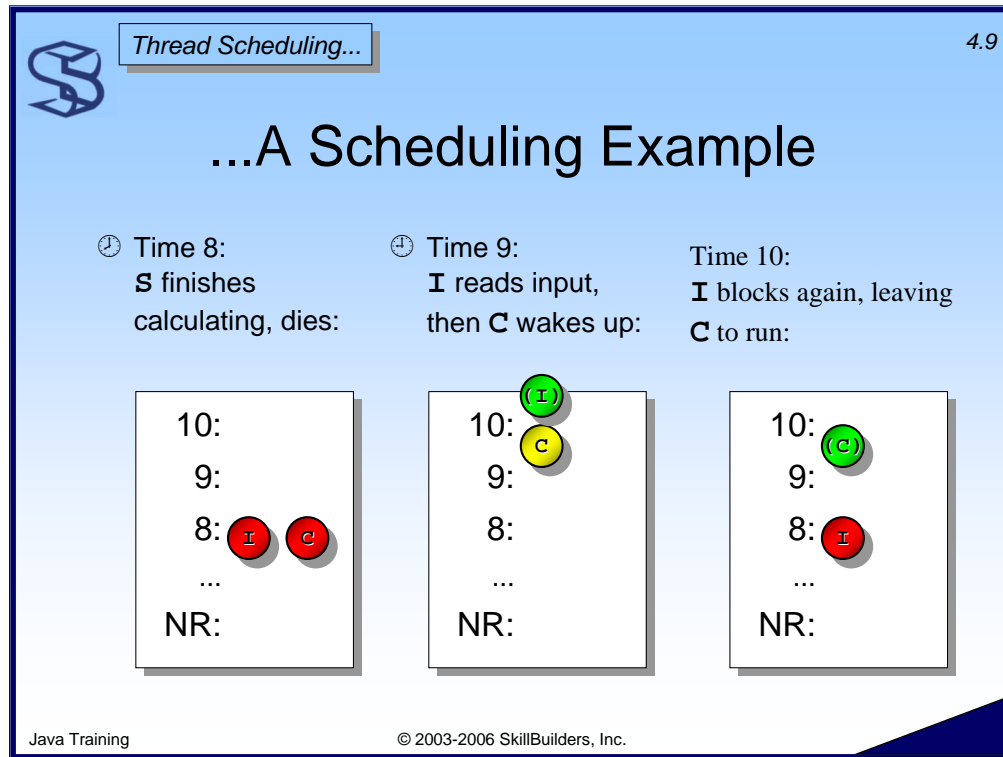 Thread Scheduling...
4.9
...A Scheduling Example
Time 8:
S finishes
calculating, dies:
Time 9:
I reads input,
then C wakes up:
Time 10:
I blocks again, leaving
C to run:
10:
9:
8: I C
...
NR:
(I)
10: C
9:
8:
...
NR:
10: (C)
9:
8: I
...
NR:
Java Training
© 2003-2006 SkillBuilders, Inc.